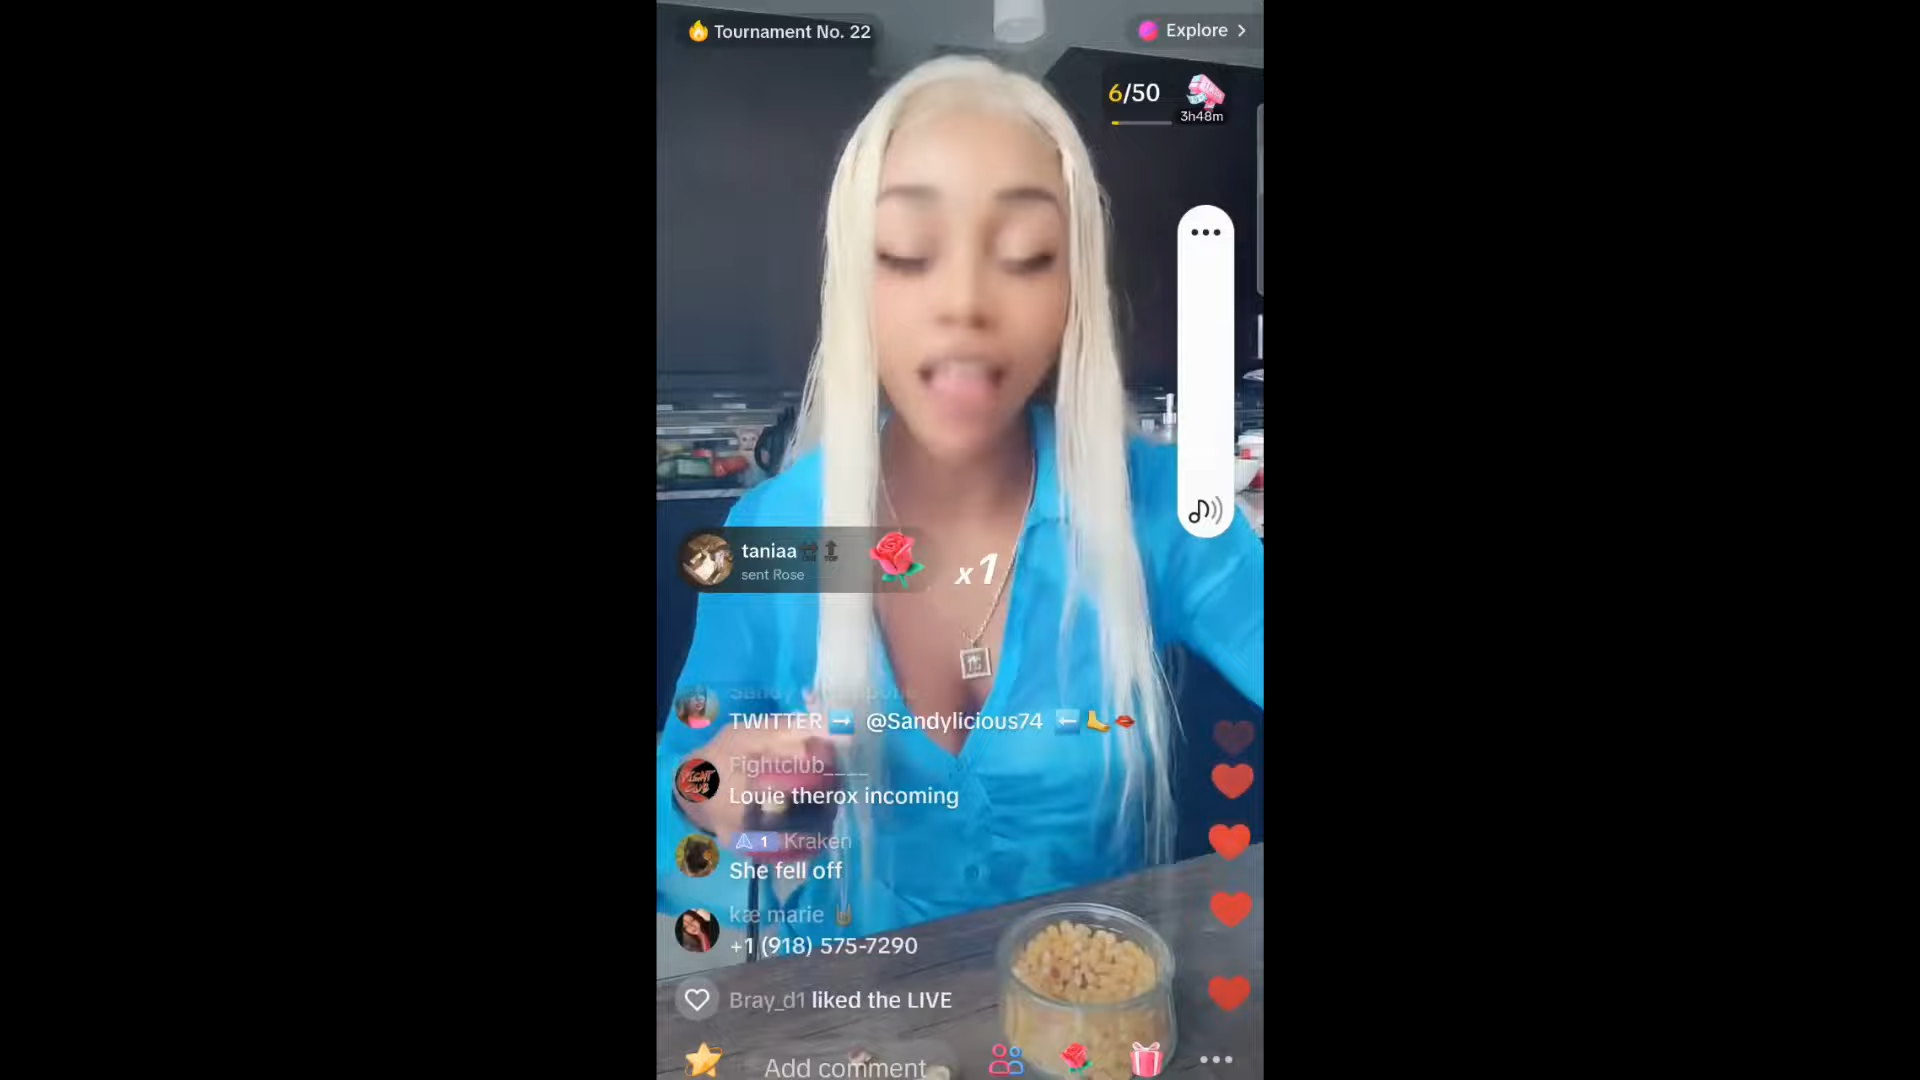 Tournament No. 22
Explore
6/50
3h48m
taniaa
sent Rose
x1
TWITTER ➡️ @Sandylicious74 ⬅️🦶👄
Fightclub____
Louie therox incoming
1 Kraken
She fell off
kæ marie
+1 (918) 575-7290
Bray_d1 liked the LIVE
Add comment